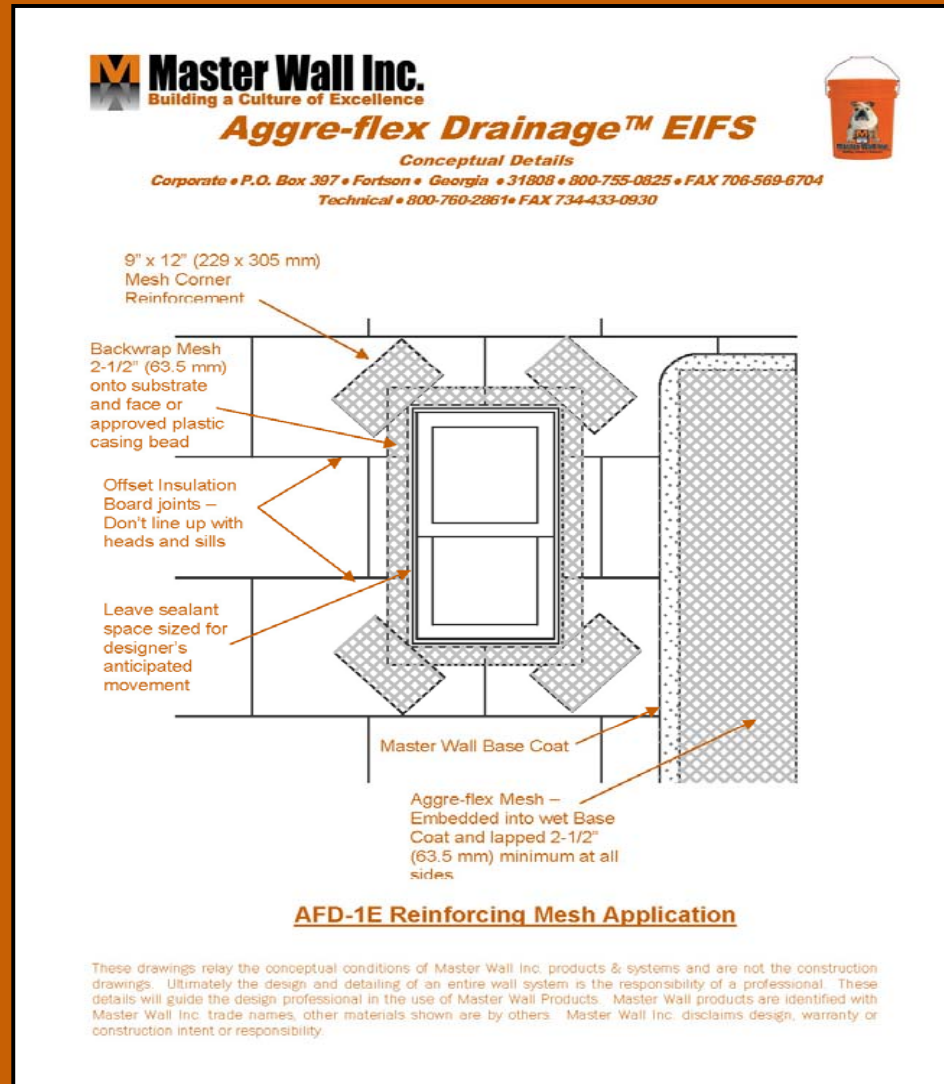 Master Wall Inc.
Building a Culture of Excellence
Aggre-flex Drainage™ EIFS
Conceptual Details
Corporate • P.O. Box 397 • Fortson • Georgia • 31808 • 800-755-0825 • FAX 706-569-6704
Technical • 800-760-2861• FAX 734-433-0930
Master Wall Inc.
9” x 12” (229 x 305 mm)
Mesh Corner
Reinforcement
Backwrap Mesh
2-1/2” (63.5 mm)
onto substrate
and face or
approved plastic
casing bead
Offset Insulation
Board joints –
Don’t line up with
heads and sills
Leave sealant
space sized for
designer’s
anticipated
movement
Master Wall Base Coat
Aggre-flex Mesh –
Embedded into wet Base
Coat and lapped 2-1/2”
(63.5 mm) minimum at all
sides
AFD-1E Reinforcing Mesh Application
These drawings relay the conceptual conditions of Master Wall Inc. products & systems and are not the construction
drawings. Ultimately the design and detailing of an entire wall system is the responsibility of a professional. These
details will guide the design professional in the use of Master Wall Products. Master Wall products are identified with
Master Wall Inc. trade names, other materials shown are by others. Master Wall Inc. disclaims design, warranty or
construction intent or responsibility.